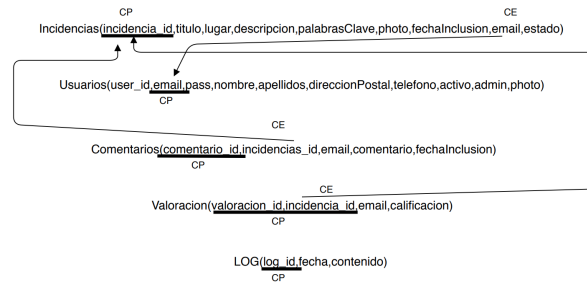 CP CE
Incidencias(incidencia_id,titulo,lugar,descripcion,palabrasClave,photo,fechaInclusion,email,estado)
Usuarios(user_id,email,pass,nombre,apellidos,direccionPostal,telefono,activo,admin,photo)
CP
CE
Comentarios(comentario_id,incidencias_id,email,comentario,fechaInclusion)
CP
CE
Valoracion(valoracion_id,incidencia_id,email,calificacion)
CP
LOG(log_id,fecha,contenido)
CP